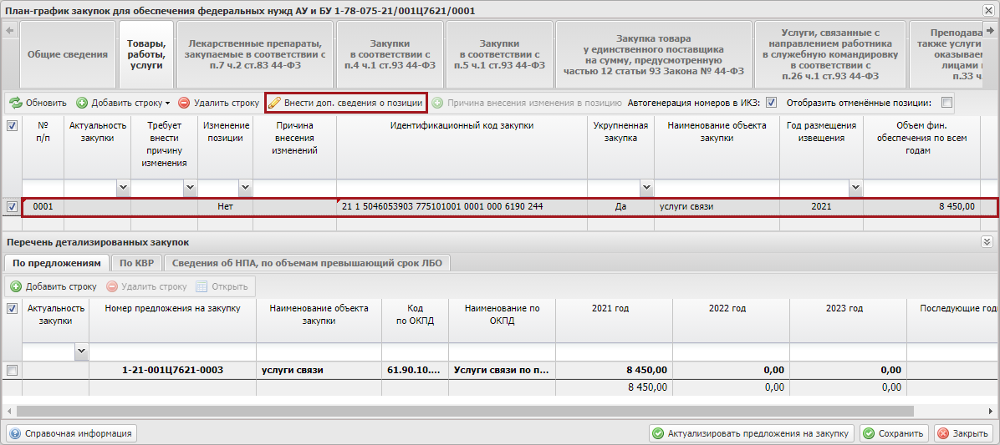 План-график закупок для обеспечения федеральных нужд АУ и БУ 1-78-075-21/001Ц7621/0001
Общие сведения
Товары,
работы,
услуги
Лекарственные препараты,
закупаемые в соответствии с
п.7 ч.2 ст.83 44-ФЗ
Закупки
в соответствии с
п.4 ч.1 ст.93 44-ФЗ
Закупки
в соответствии с
п.5 ч.1 ст.93 44-ФЗ
Закупка товара
у единственного поставщика
на сумму, предусмотренную
частью 12 статьи 93 Закона № 44-ФЗ
Услуги, связанные с
направлением работника
в служебную командировку
в соответствии с
п.26 ч.1 ст.93 44-ФЗ
Преподава
также услуги
оказываем
лицами
п.33 ч.
Обновить Добавить строку Удалить строку Внести доп. сведения о позиции Причина внесения изменения в позицию Автогенерация номеров в ИКЗ: Отобразить отменённые позиции:
№
п/п
Актуальность
закупки
Требует
внести
причину
изменения
Изменение
позиции
Причина
внесения
изменений
Идентификационный код закупки
Укрупненная
закупка
Наименование объекта
закупки
Год размещения
извещения
Объем фин.
обеспечения по всем
годам
0001 Нет 21 1 5046053903 775101001 0001 000 6190 244 Да услуги связи 2021 8 450,00
Перечень детализированных закупок
По предложениям По КВР Сведения об НПА, по объемам превышающий срок ЛБО
Добавить строку Удалить строку Открыть
Актуальность
закупки
Номер предложения на закупку
Наименование объекта
закупки
Код
по ОКПД
Наименование по
ОКПД
2021 год
2022 год
2023 год
Последующие год
1-21-001Ц7621-0003 услуги связи 61.90.10.... Услуги связи по п... 8 450,00 0,00 0,00
8 450,00 0,00 0,00
Справочная информация Актуализировать предложения на закупку Сохранить Закрыть